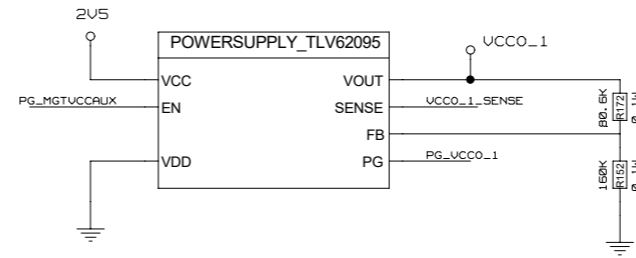 2V5
POWERSUPPLY_TLV62095
VCCO_1
VCC
VOUT
PG_MGTVCCAUX
EN
SENSE
VCCO_1_SENSE
80.6K
R172
FB
VDD
PG
PG_VCCO_1
160K
R152